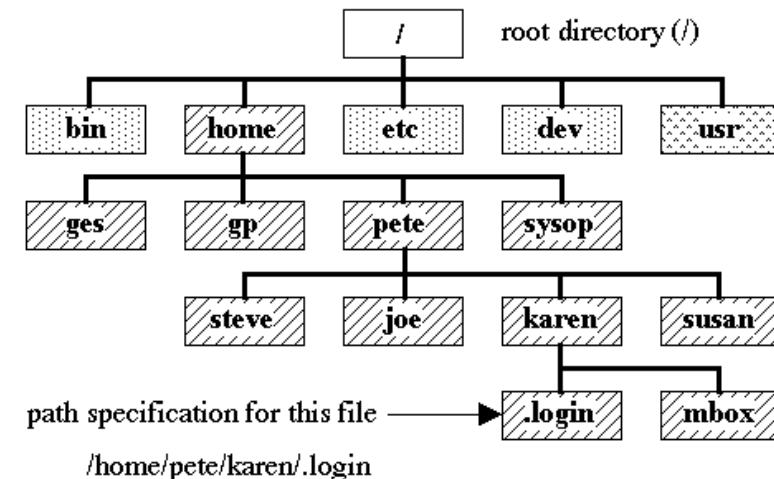 / root directory (/)
bin home etc dev usr
ges gp pete sysop
steve joe karen susan
path specification for this file .login mbox
/home/pete/karen/.login